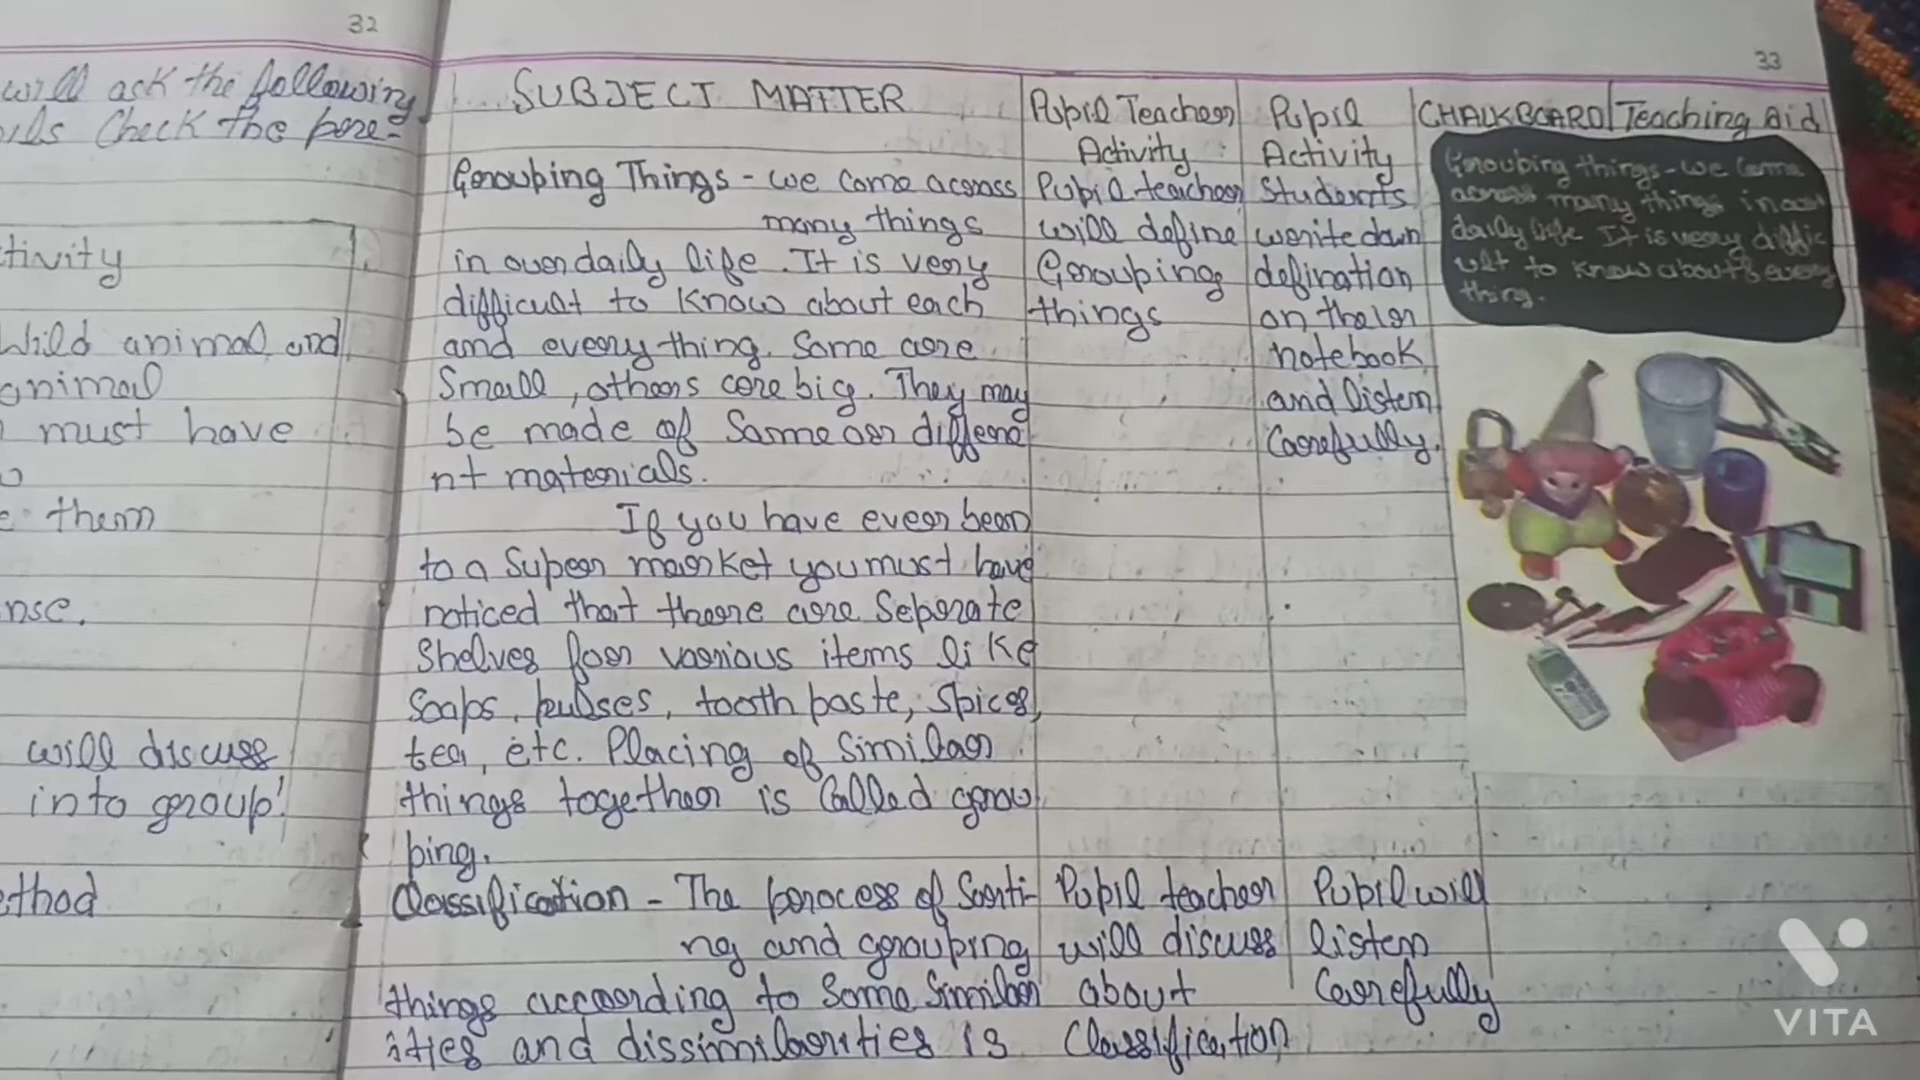 32
will ask the following
Check the pre-
tivity
Wild animal and
animal
must have
them
nse.
will discuss
into group'
ethod
33
SUBJECT MATTER
Grouping Things - we come across
many things
in our daily life. It is very
difficult to know about each
and every thing. Some are
Small, others are big. They may
be made of Same or differe
nt materials.
If you have ever been
to a Super market you must have
noticed that there are Seperate
Shelves for various items like
Soaps, pulses, tooth paste, spices,
tea, etc. Placing of Similar
things together is Called grou
ping.
Classification - The process of Sorti-
ng and grouping
things according to Some Similar
ities and dissimilarities is
Pupil Teacher
Activity
Pupil teacher
will define
Grouping
things
Pupil teacher
will discuss
about
Classification
Pupil
Activity
Students
write down
defination
on their
notebook
and listen
Carefully.
Pupil will
listen
Carefully
CHALKBOARD/Teaching Aid
Grouping things - we Come
across many things in our
daily life It is very diffic
ult to know about every
thing.
VITA